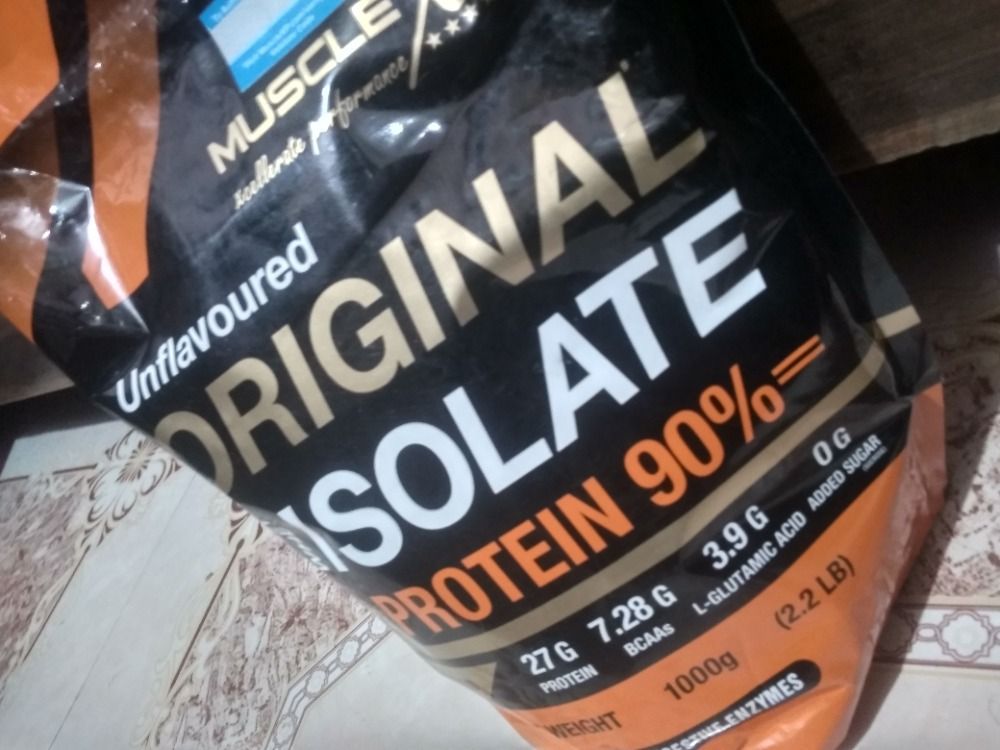 MUSCLE
xcellerate performance
Unflavoured
ORIGINAL
ISOLATE
PROTEIN 90%
27 G
PROTEIN
7.28 G
BCAAs
3.9 G
L-GLUTAMIC ACID
0 G
ADDED SUGAR
WEIGHT 1000g (2.2 LB)
ENZYMES